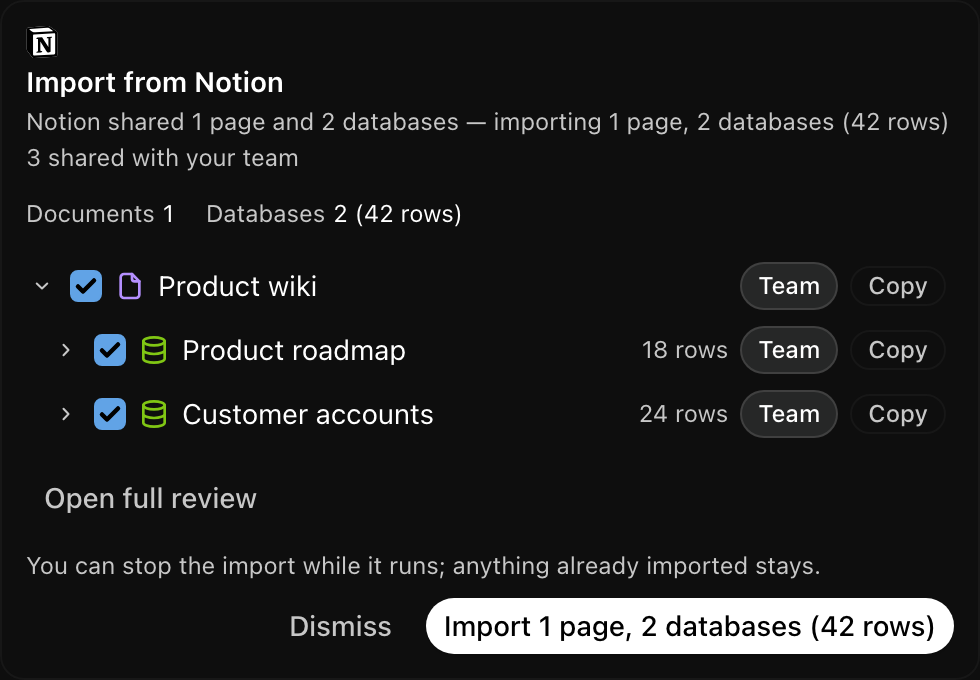 N
Import from Notion
Notion shared 1 page and 2 databases — importing 1 page, 2 databases (42 rows)
3 shared with your team
Documents 1 Databases 2 (42 rows)
Product wiki Team Copy
Product roadmap 18 rows Team Copy
Customer accounts 24 rows Team Copy
Open full review
You can stop the import while it runs; anything already imported stays.
Dismiss Import 1 page, 2 databases (42 rows)